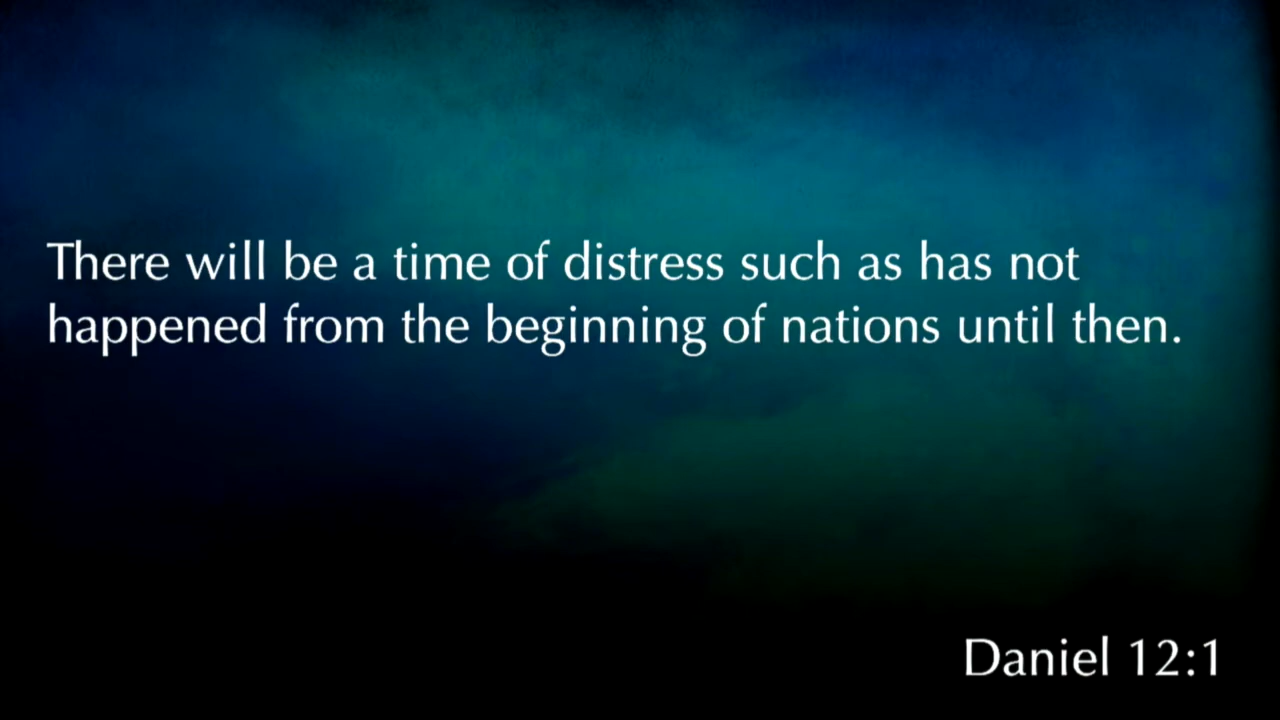 There will be a time of distress such as has not
happened from the beginning of nations until then.
Daniel 12:1